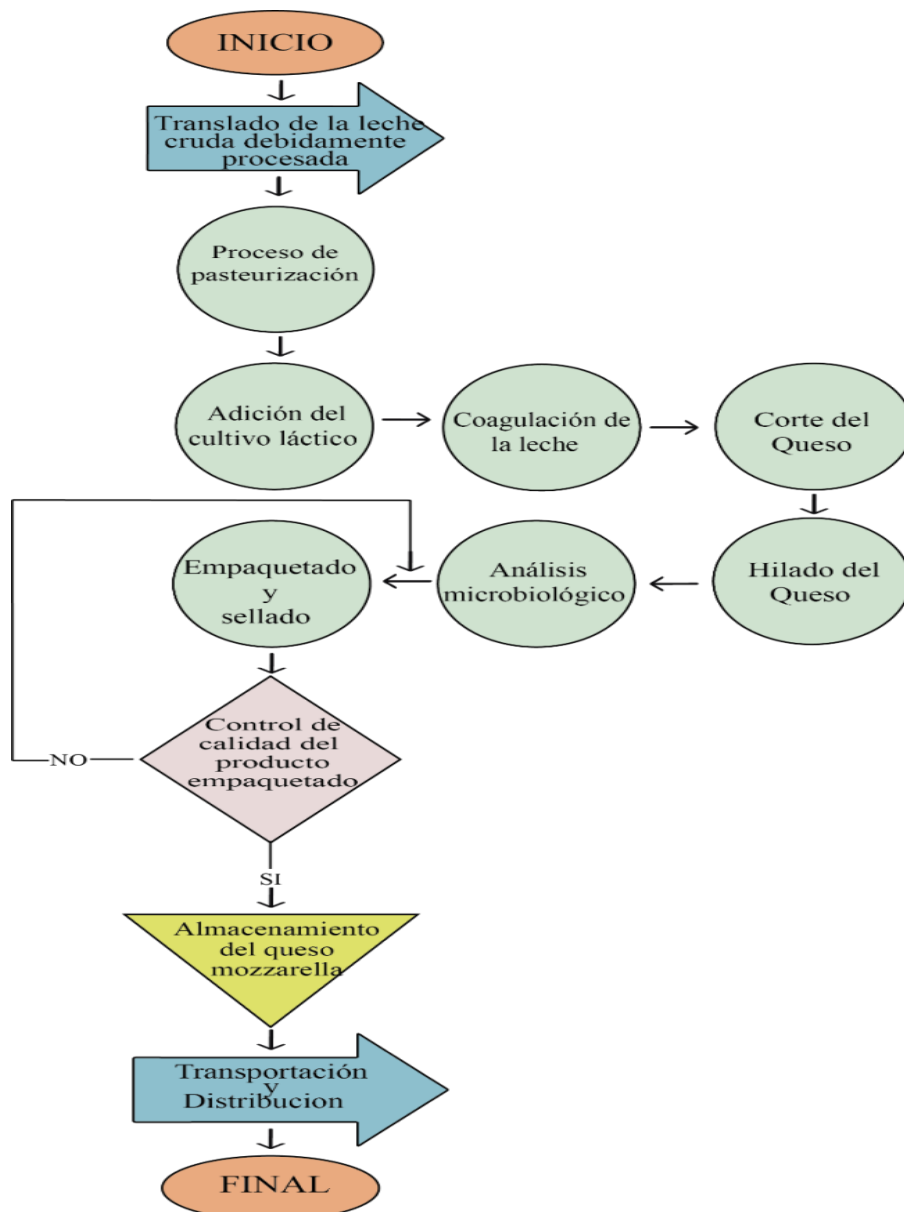 INICIO
Translado de la leche
cruda debidamente
procesada
Proceso de
pasteurización
Adición del
cultivo láctico
Coagulación de
la leche
Corte del
Queso
Hilado del
Queso
Análisis
microbiológico
Empaquetado
y
sellado
Control de
calidad del
producto
empaquetado
NO
SI
Almacenamiento
del queso
mozzarella
Transportación
y
Distribucion
FINAL